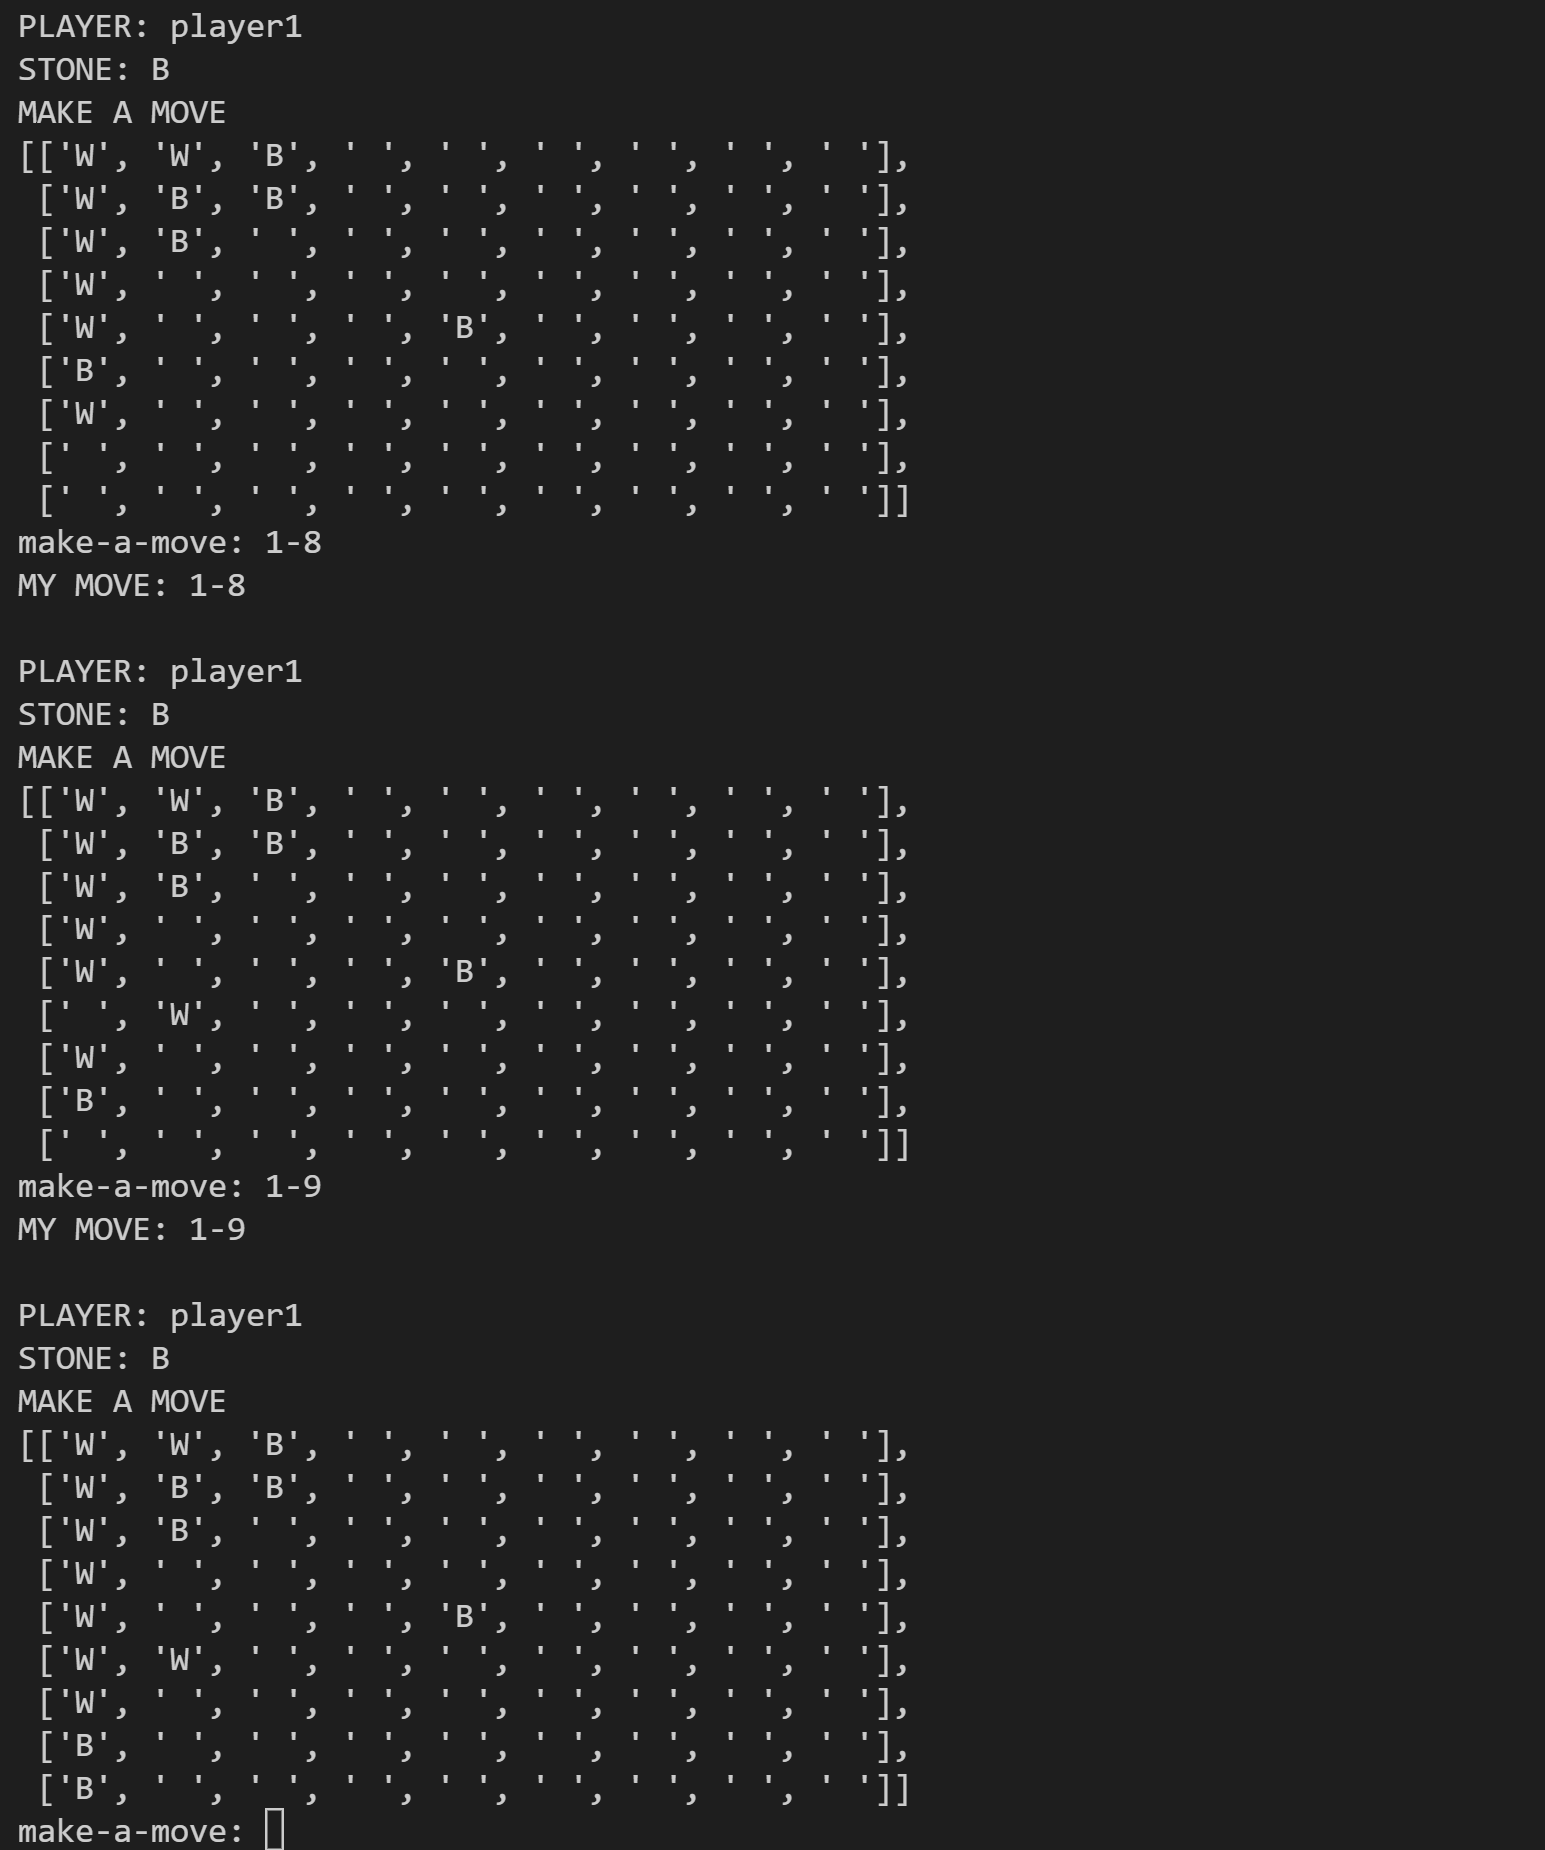 PLAYER: player1
STONE: B
MAKE A MOVE
[['W', 'W', 'B', ' ', ' ', ' ', ' ', ' ', ' '],
 ['W', 'B', 'B', ' ', ' ', ' ', ' ', ' ', ' '],
 ['W', 'B', ' ', ' ', ' ', ' ', ' ', ' ', ' '],
 ['W', ' ', ' ', ' ', ' ', ' ', ' ', ' ', ' '],
 ['W', ' ', ' ', ' ', 'B', ' ', ' ', ' ', ' '],
 ['B', ' ', ' ', ' ', ' ', ' ', ' ', ' ', ' '],
 ['W', ' ', ' ', ' ', ' ', ' ', ' ', ' ', ' '],
 [' ', ' ', ' ', ' ', ' ', ' ', ' ', ' ', ' '],
 [' ', ' ', ' ', ' ', ' ', ' ', ' ', ' ', ' ']]
make-a-move: 1-8
MY MOVE: 1-8

PLAYER: player1
STONE: B
MAKE A MOVE
[['W', 'W', 'B', ' ', ' ', ' ', ' ', ' ', ' '],
 ['W', 'B', 'B', ' ', ' ', ' ', ' ', ' ', ' '],
 ['W', 'B', ' ', ' ', ' ', ' ', ' ', ' ', ' '],
 ['W', ' ', ' ', ' ', ' ', ' ', ' ', ' ', ' '],
 ['W', ' ', ' ', ' ', 'B', ' ', ' ', ' ', ' '],
 [' ', 'W', ' ', ' ', ' ', ' ', ' ', ' ', ' '],
 ['W', ' ', ' ', ' ', ' ', ' ', ' ', ' ', ' '],
 ['B', ' ', ' ', ' ', ' ', ' ', ' ', ' ', ' '],
 [' ', ' ', ' ', ' ', ' ', ' ', ' ', ' ', ' ']]
make-a-move: 1-9
MY MOVE: 1-9

PLAYER: player1
STONE: B
MAKE A MOVE
[['W', 'W', 'B', ' ', ' ', ' ', ' ', ' ', ' '],
 ['W', 'B', 'B', ' ', ' ', ' ', ' ', ' ', ' '],
 ['W', 'B', ' ', ' ', ' ', ' ', ' ', ' ', ' '],
 ['W', ' ', ' ', ' ', ' ', ' ', ' ', ' ', ' '],
 ['W', ' ', ' ', ' ', 'B', ' ', ' ', ' ', ' '],
 ['W', 'W', ' ', ' ', ' ', ' ', ' ', ' ', ' '],
 ['W', ' ', ' ', ' ', ' ', ' ', ' ', ' ', ' '],
 ['B', ' ', ' ', ' ', ' ', ' ', ' ', ' ', ' '],
 ['B', ' ', ' ', ' ', ' ', ' ', ' ', ' ', ' ']]
make-a-move: